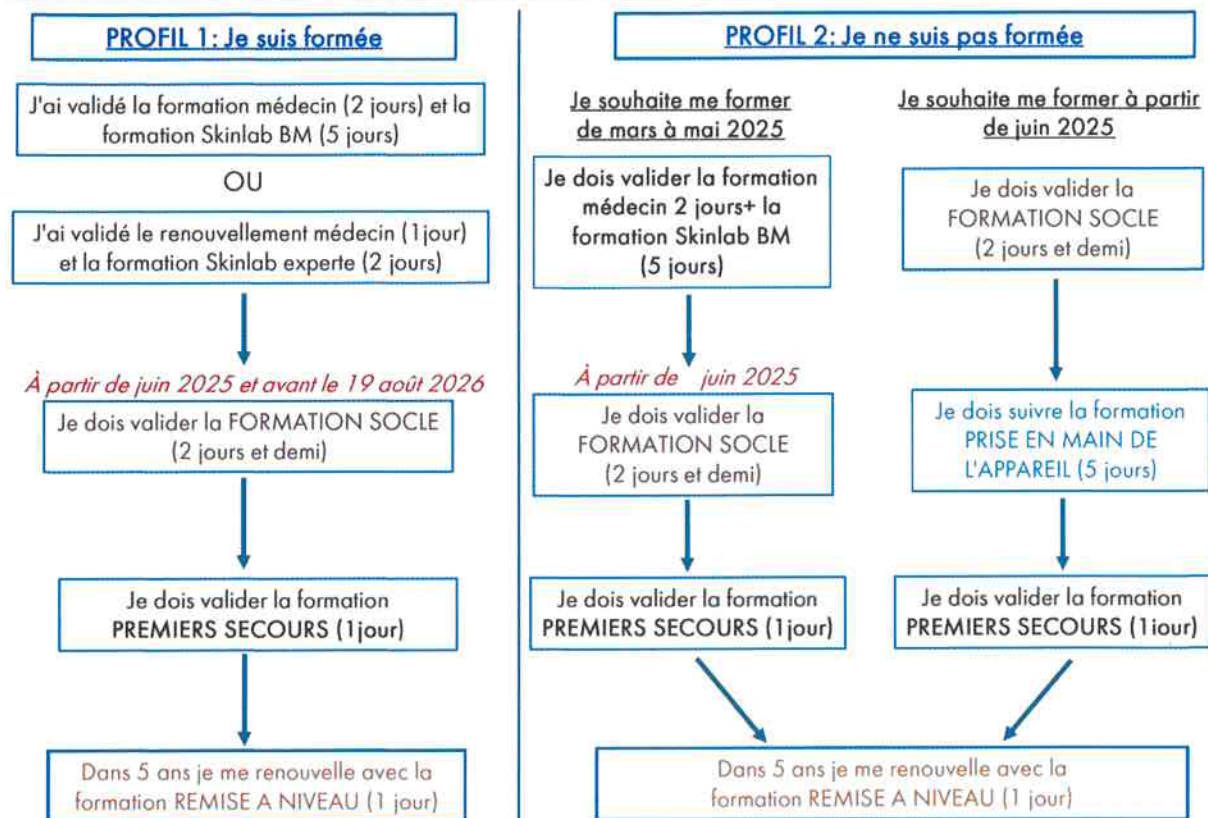 PROFIL 1: Je suis formée
J'ai validé la formation médecin (2 jours) et la
formation Skinlab BM (5 jours)
OU
J'ai validé le renouvellement médecin (1jour)
et la formation Skinlab experte (2 jours)
À partir de juin 2025 et avant le 19 août 2026
Je dois valider la FORMATION SOCLE
(2 jours et demi)
Je dois valider la formation
PREMIERS SECOURS (1jour)
Dans 5 ans je me renouvelle avec la
formation REMISE A NIVEAU (1 jour)
PROFIL 2: Je ne suis pas formée
Je souhaite me former
de mars à mai 2025
Je dois valider la formation
médecin 2 jours+ la
formation Skinlab BM
(5 jours)
À partir de juin 2025
Je dois valider la
FORMATION SOCLE
(2 jours et demi)
Je dois valider la formation
PREMIERS SECOURS (1jour)
Je souhaite me former à partir
de juin 2025
Je dois valider la
FORMATION SOCLE
(2 jours et demi)
Je dois suivre la formation
PRISE EN MAIN DE
L'APPAREIL (5 jours)
Je dois valider la formation
PREMIERS SECOURS (1jour)
Dans 5 ans je me renouvelle avec la
formation REMISE A NIVEAU (1 jour)